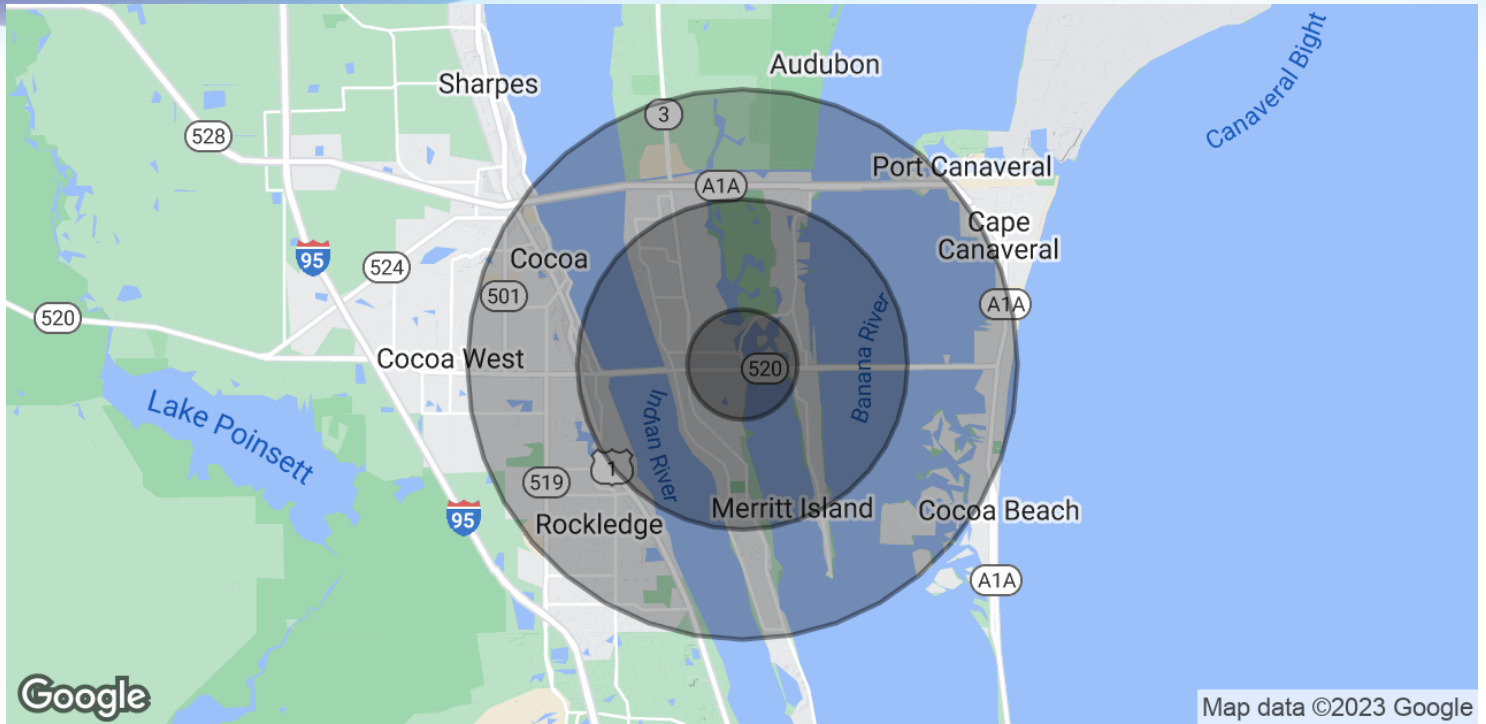 Audubon
Sharpes
Canaveral Bight
3
528
Port Canaveral
A1A
Cape
Canaveral
95
Cocoa
524
501
A1A
520
Cocoa West
520
Banana River
Indian River
Lake Poinsett
1
519
95
Rockledge
Merritt Island
Cocoa Beach
A1A
Google
Map data ©2023 Google